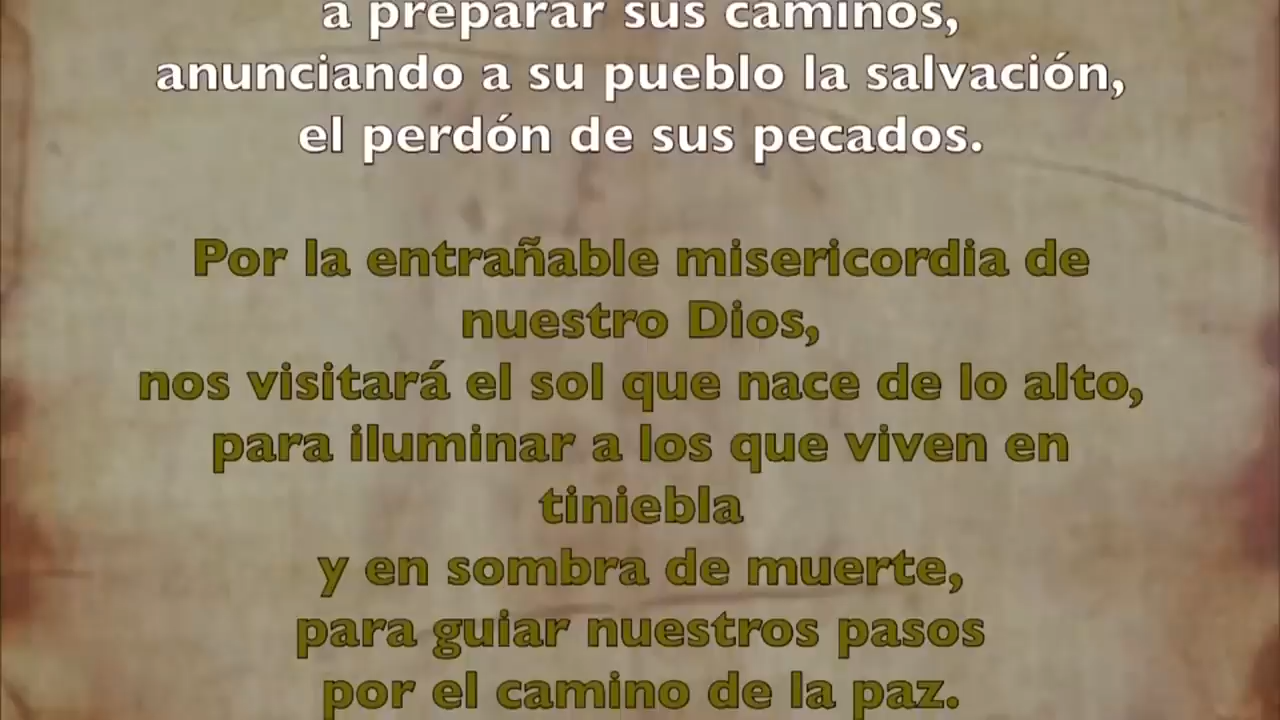 a preparar sus caminos,
anunciando a su pueblo la salvación,
el perdón de sus pecados.
Por la entrañable misericordia de
nuestro Dios,
nos visitará el sol que nace de lo alto,
para iluminar a los que viven en
tiniebla
y en sombra de muerte,
para guiar nuestros pasos
por el camino de la paz.